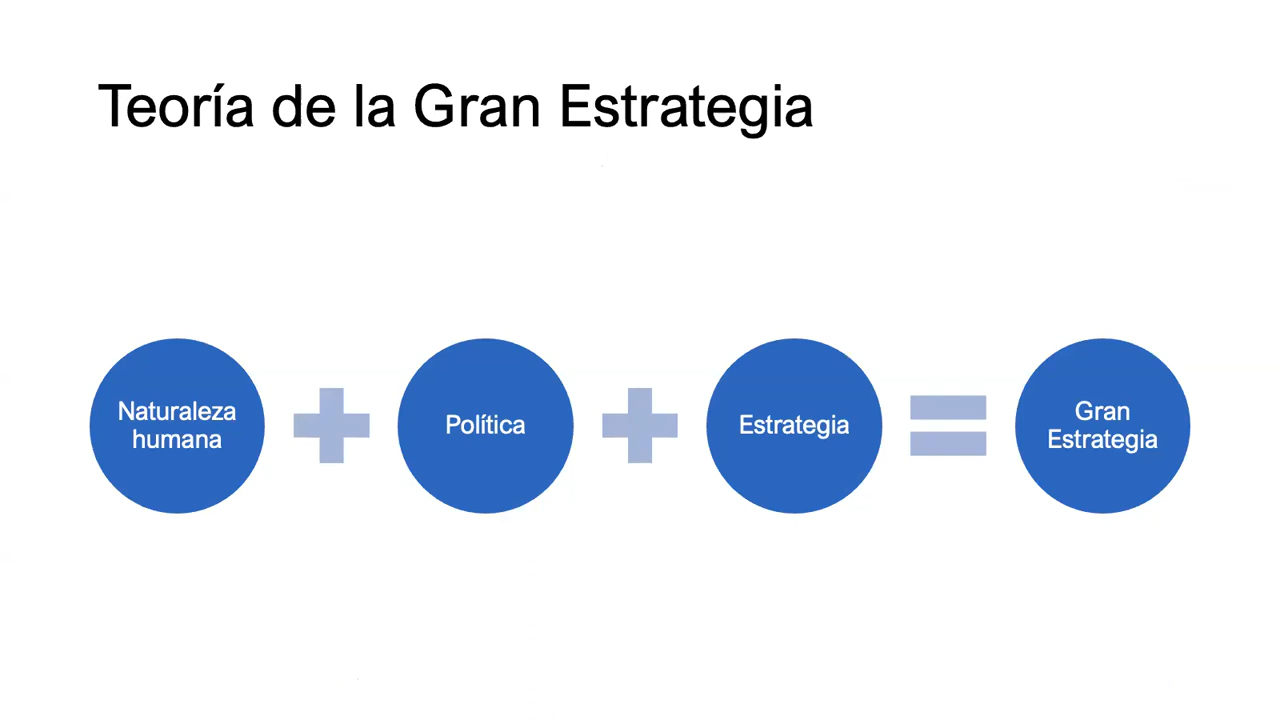 Teoría de la Gran Estrategia
Naturaleza
humana
Política
Estrategia
Gran
Estrategia